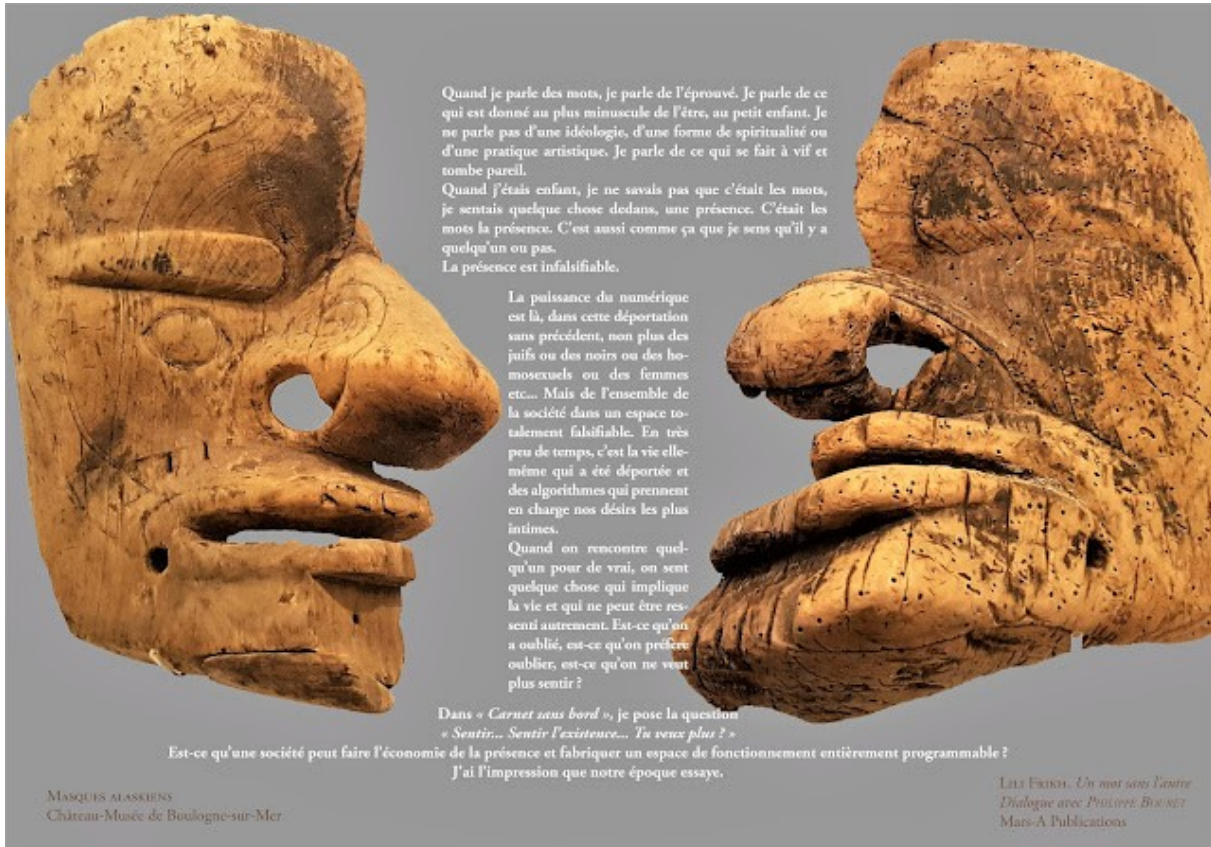 Quand je parle des mots, je parle de l'éprouvé. Je parle de ce
qui est donné au plus minuscule de l'être, au petit enfant. Je
ne parle pas d'une idéologie, d'une forme de spiritualité ou
d'une pratique artistique. Je parle de ce qui se fait à vif et
tombe pareil.
Quand j'étais enfant, je ne savais pas que c'était les mots,
je sentais quelque chose dedans, une présence. C'était les
mots la présence. C'est aussi comme ça que je sens qu'il y a
quelqu'un ou pas.
La présence est infalsifiable.
La puissance du numérique
est là, dans cette déportation
sans précédent, non plus des
juifs ou des noirs ou des ho-
mosexuels ou des femmes
etc... Mais de l'ensemble de
la société dans un espace to-
talement falsifiable. En très
peu de temps, c'est la vie elle-
même qui a été déportée et
des algorithmes qui prennent
en charge nos désirs les plus
intimes.
Quand on rencontre quel-
qu'un pour de vrai, on sent
quelque chose qui implique
la vie et qui ne peut être res-
senti autrement. Est-ce qu'on
a oublié, est-ce qu'on préfère
oublier, est-ce qu'on ne veut
plus sentir ?
Dans « Carnet sans bord », je pose la question
« Sentir... Sentir l'existence... Tu veux plus ? »
Est-ce qu'une société peut faire l'économie de la présence et fabriquer un espace de fonctionnement entièrement programmable ?
J'ai l'impression que notre époque essaye.
Masques alaskiens
Château-Musée de Boulogne-sur-Mer
Lili Frikh. Un mot sans l'autre
Dialogue avec Philippe Bouret
Mars-A Publications